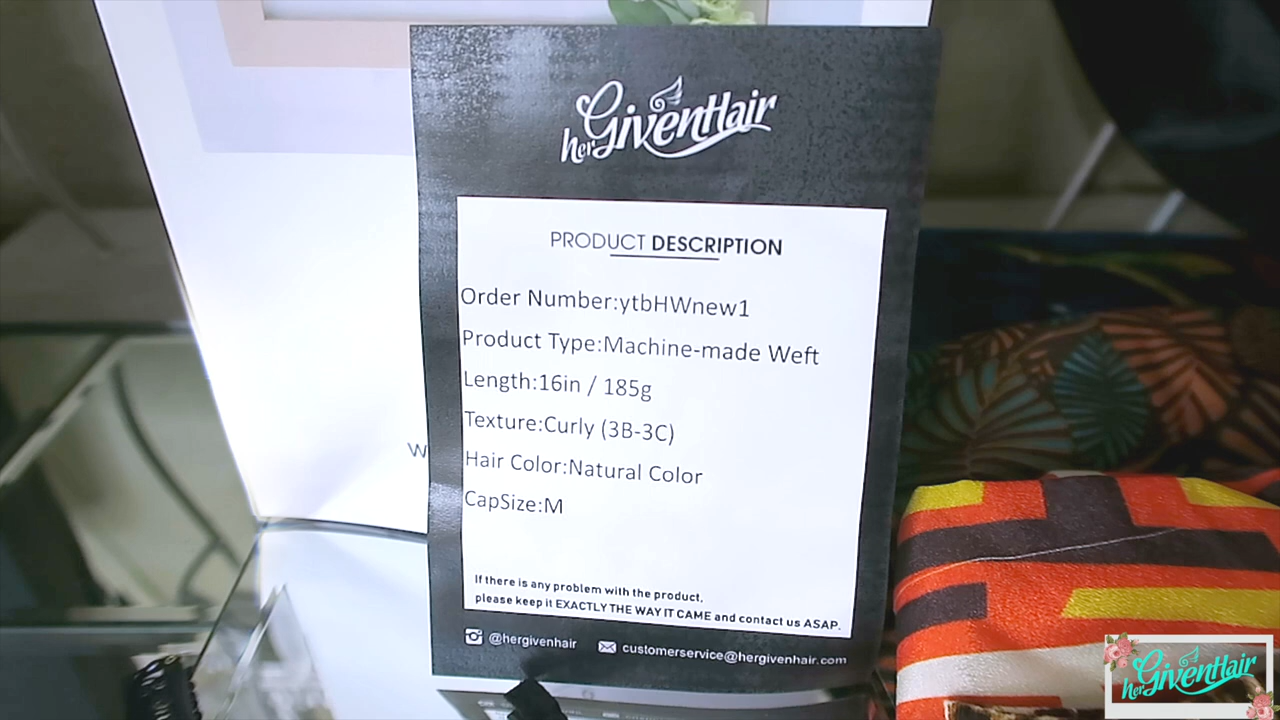 herGivenHair
PRODUCT DESCRIPTION
Order Number:ytbHWnew1
Product Type:Machine-made Weft
Length:16in / 185g
Texture:Curly (3B-3C)
Hair Color:Natural Color
CapSize:M
If there is any problem with the product,
please keep it EXACTLY THE WAY IT CAME and contact us ASAP.
@hergivenhair customerservice@hergivenhair.com
W
herGivenHair